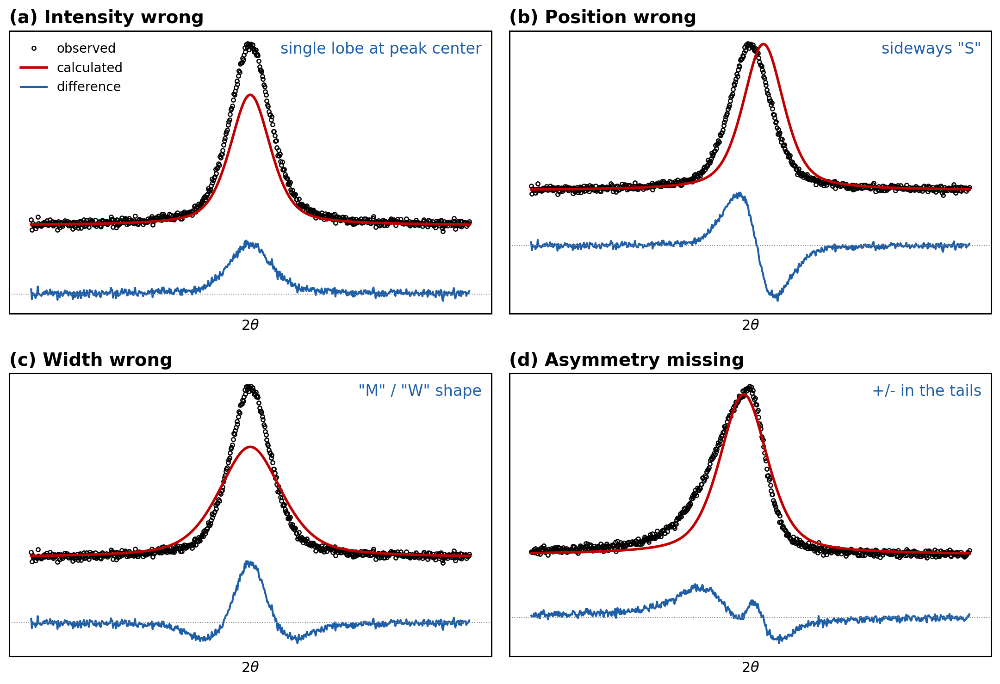 (a) Intensity wrong
observed
calculated
difference
single lobe at peak center
2θ
(b) Position wrong
sideways "S"
2θ
(c) Width wrong
"M" / "W" shape
2θ
(d) Asymmetry missing
+/- in the tails
2θ